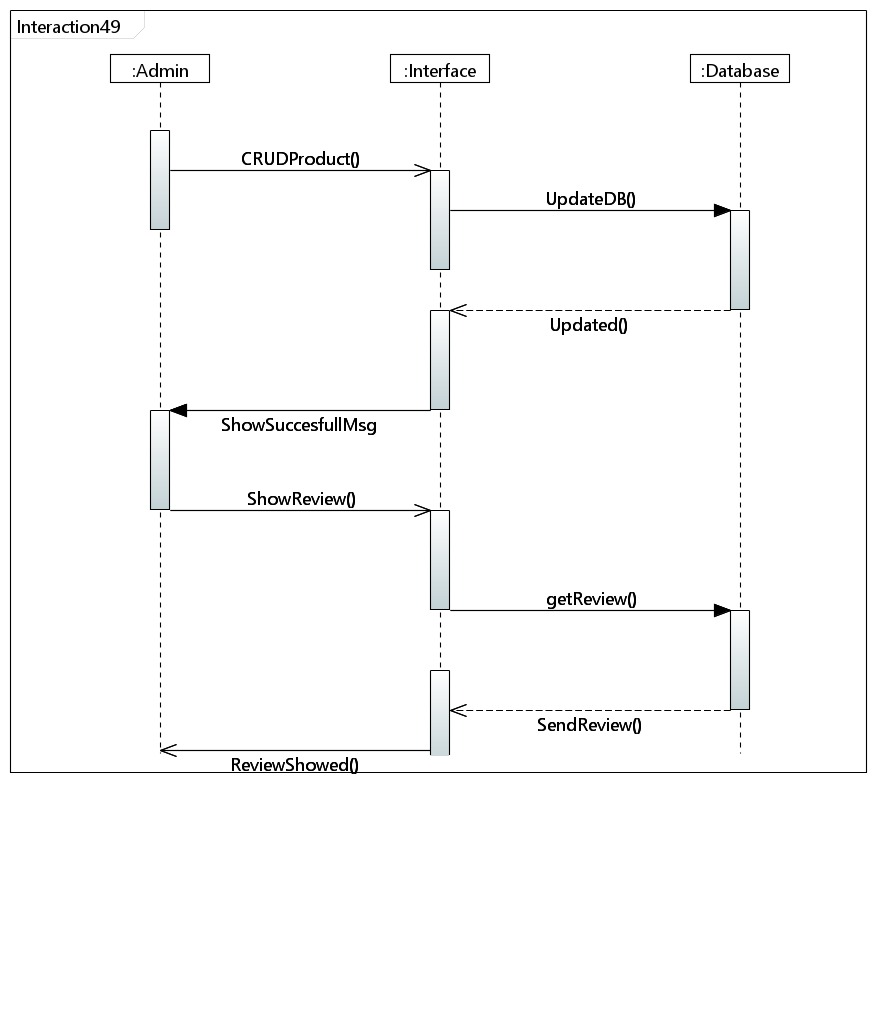 Interaction49
:Admin
:Interface
:Database
CRUDProduct()
UpdateDB()
Updated()
ShowSuccesfullMsg
ShowReview()
getReview()
SendReview()
ReviewShowed()